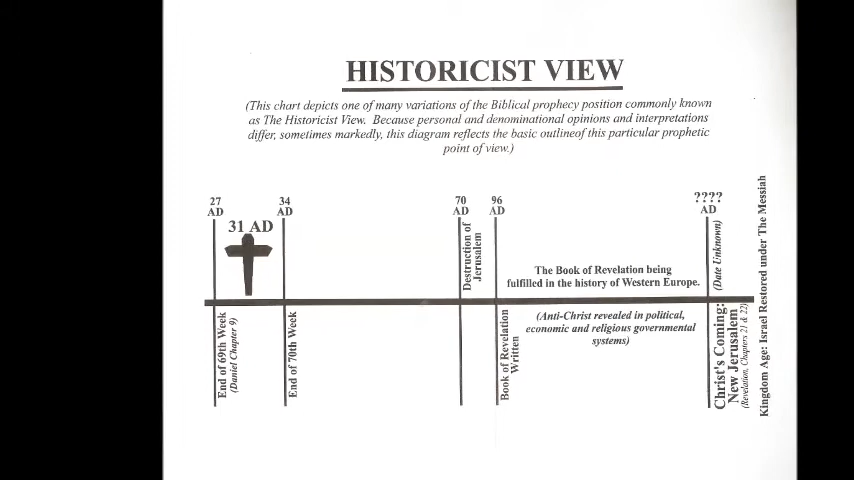 HISTORICIST VIEW
(This chart depicts one of many variations of the Biblical prophecy position commonly known
as The Historicist View. Because personal and denominational opinions and interpretations
differ, sometimes markedly, this diagram reflects the basic outlineof this particular prophetic
point of view.)
27
AD
31 AD
34
AD
70
AD
96
AD
????
AD
Destruction of
Jerusalem
The Book of Revelation being
fulfilled in the history of Western Europe.
(Date Unknown)
End of 69th Week
(Daniel Chapter 9)
End of 70th Week
Book of Revelation
Written
(Anti-Christ revealed in political,
economic and religious governmental
systems)
Christ's Coming:
New Jerusalem
(Revelation, Chapters 21 & 22)
Kingdom Age: Israel Restored under The Messiah